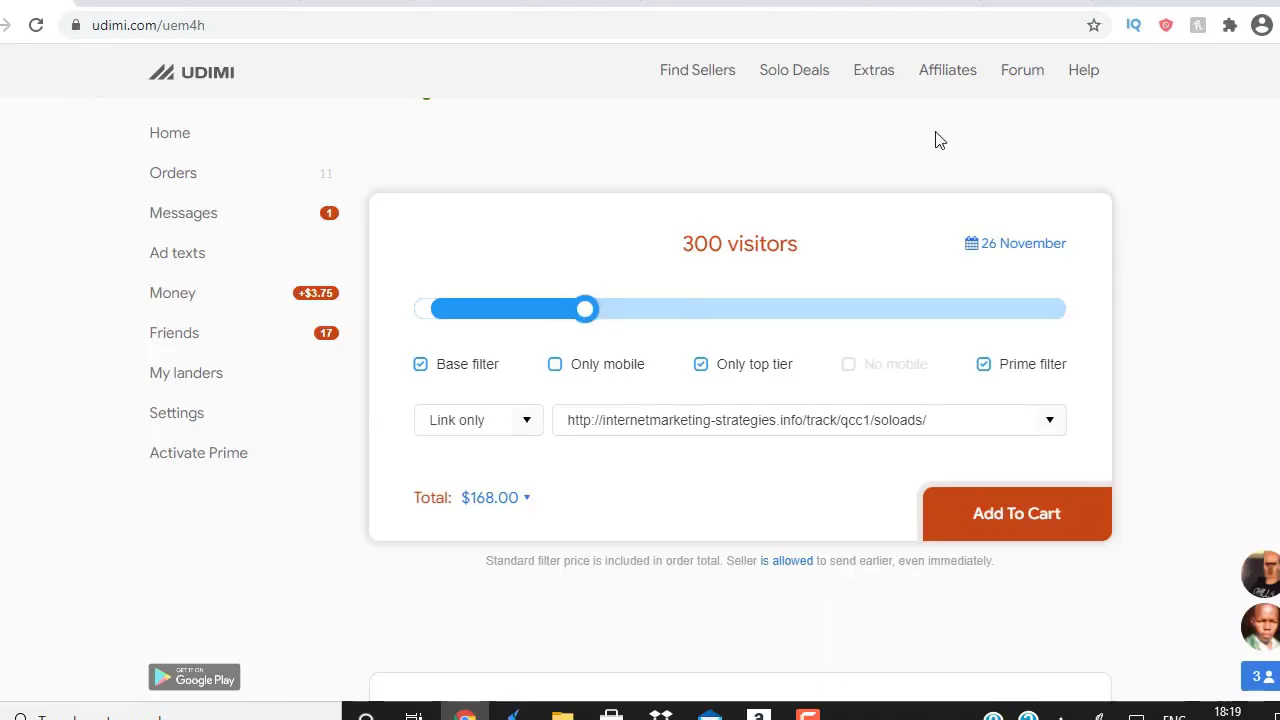 udimi.com/uem4h
IQ
UDIMI
Find Sellers
Solo Deals
Extras
Affiliates
Forum
Help
Home
Orders 11
Messages 1
Ad texts
Money +$3.75
Friends 17
My landers
Settings
Activate Prime
300 visitors
26 November
Base filter
Only mobile
Only top tier
No mobile
Prime filter
Link only
http://internetmarketing-strategies.info/track/qcc1/soloads/
Total: $168.00
Add To Cart
Standard filter price is included in order total. Seller is allowed to send earlier, even immediately.
GET IT ON
Google Play
3
18:19